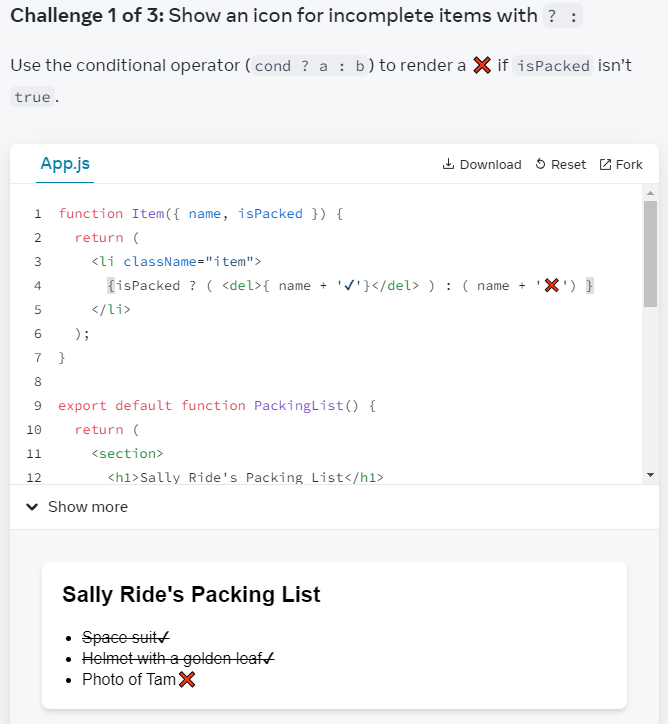 Challenge 1 of 3: Show an icon for incomplete items with ? :
Use the conditional operator (cond ? a : b) to render a ❌ if isPacked isn't
true.
App.js Download Reset Fork
1 function Item({ name, isPacked }) {
2 return (
3 <li className="item">
4 {isPacked ? ( <del>{ name + '✓'}</del> ) : ( name + '❌') }
5 </li>
6 );
7 }
8
9 export default function PackingList() {
10 return (
11 <section>
12 <h1>Sally Ride's Packing List</h1>
Show more
Sally Ride's Packing List
• Space suit✓
• Helmet with a golden leaf✓
• Photo of Tam❌